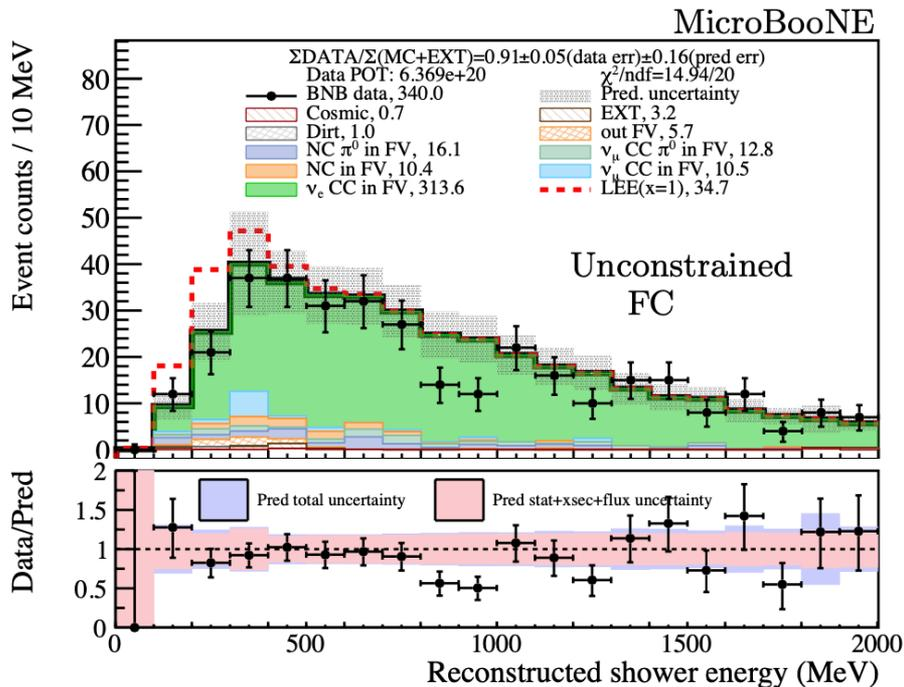 MicroBooNE
ΣDATA/Σ(MC+EXT)=0.91±0.05(data err)±0.16(pred err)
Data POT: 6.369e+20 χ²/ndf=14.94/20
BNB data, 340.0 Pred. uncertainty
Cosmic, 0.7 EXT, 3.2
Dirt, 1.0 out FV, 5.7
NC π⁰ in FV, 16.1 ν_μ CC π⁰ in FV, 12.8
NC in FV, 10.4 ν_μ CC in FV, 10.5
ν_e CC in FV, 313.6 LEE(x=1), 34.7
Unconstrained
FC
Event counts / 10 MeV
80
70
60
50
40
30
20
10
0
Pred total uncertainty Pred stat+xsec+flux uncertainty
Data/Pred
2
1.5
1
0.5
0
0 500 1000 1500 2000
Reconstructed shower energy (MeV)